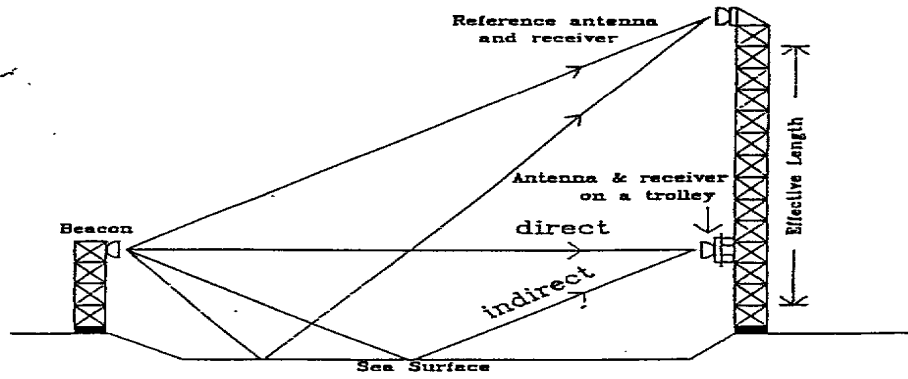 Reference antenna
and receiver
Effective Length
Antenna & receiver
on a trolley
Beacon
direct
indirect
Sea Surface